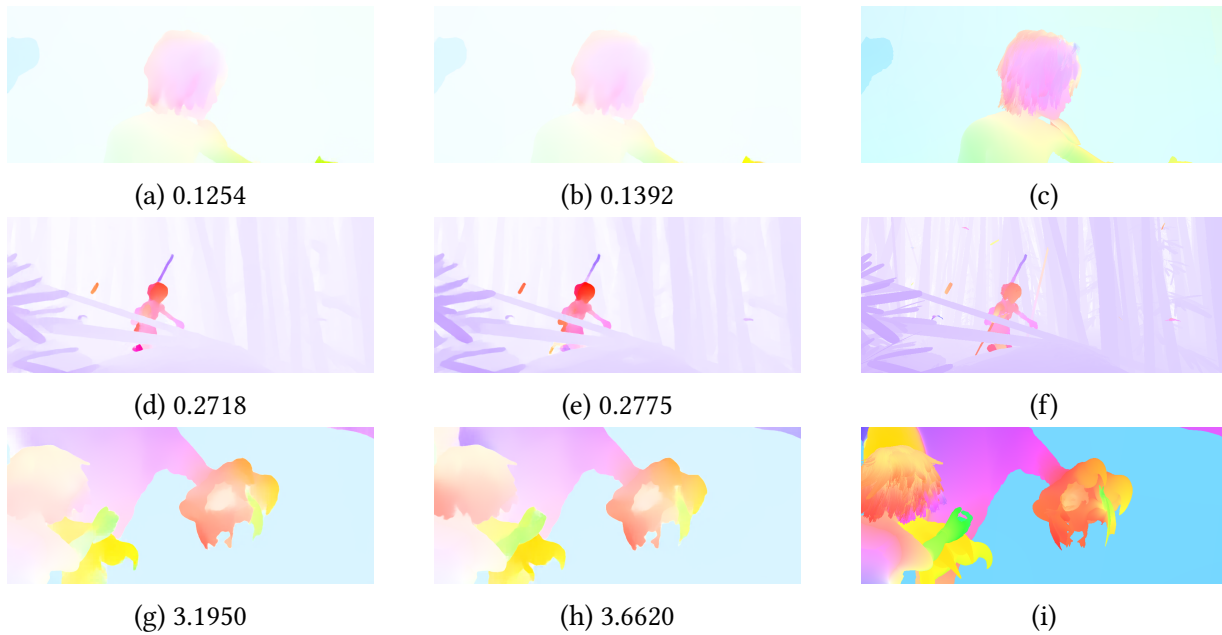 (a) 0.1254
(b) 0.1392
(c)
(d) 0.2718
(e) 0.2775
(f)
(g) 3.1950
(h) 3.6620
(i)